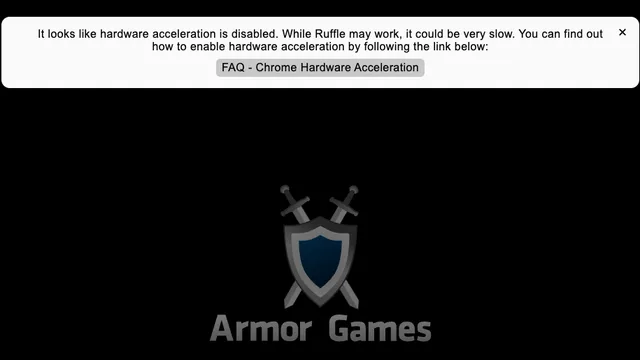 It looks like hardware acceleration is disabled. While Ruffle may work, it could be very slow. You can find out
how to enable hardware acceleration by following the link below:
FAQ - Chrome Hardware Acceleration
Armor Games